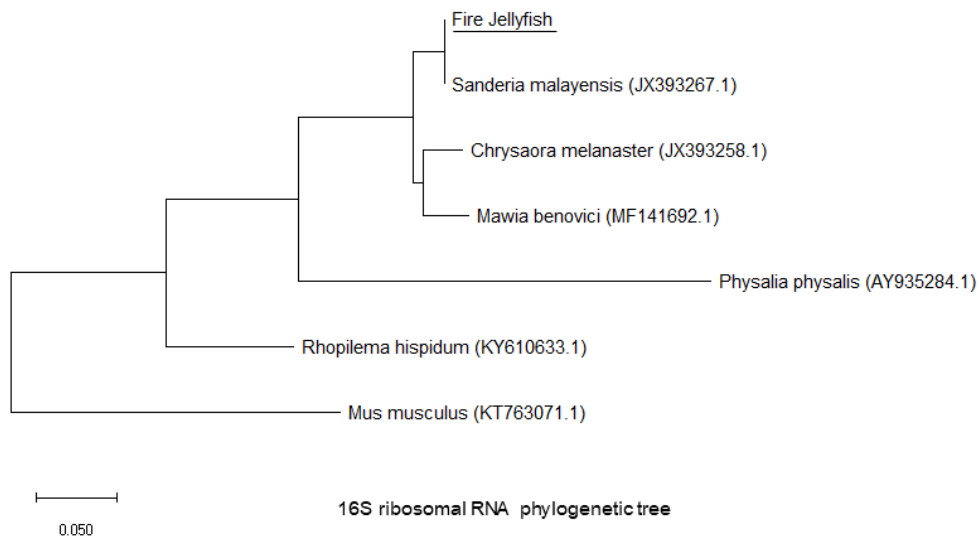 Fire Jellyfish
Sanderia malayensis (JX393267.1)
Chrysaora melanaster (JX393258.1)
Mawia benovici (MF141692.1)
Physalia physalis (AY935284.1)
Rhopilema hispidum (KY610633.1)
Mus musculus (KT763071.1)
0.050
16S ribosomal RNA phylogenetic tree